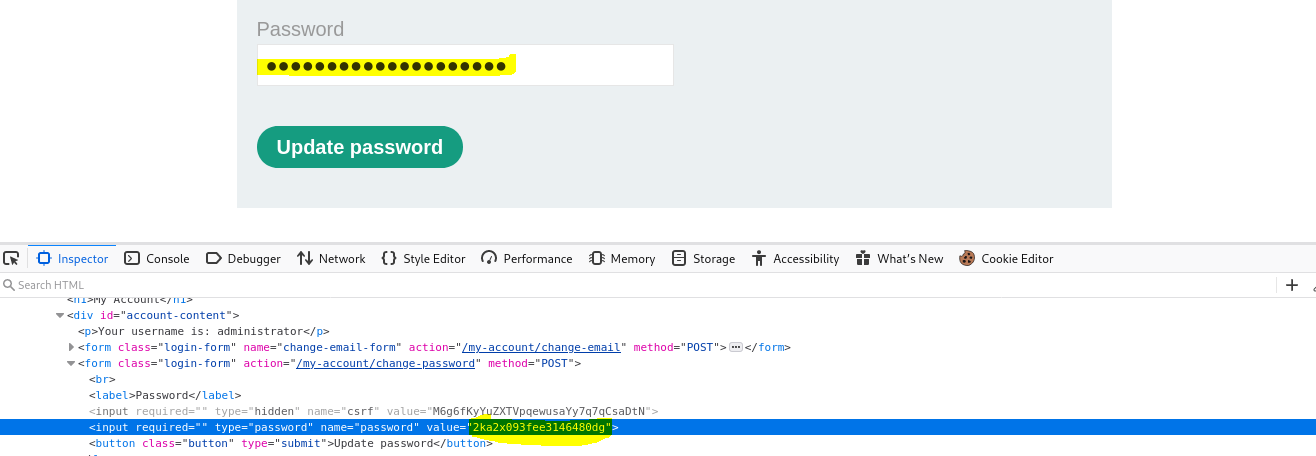 Password
●●●●●●●●●●●●●●●●●●●●
Update password
Inspector Console Debugger Network Style Editor Performance Memory Storage Accessibility What's New Cookie Editor
Search HTML
<h1>My Account</h1>
<div id="account-content">
<p>Your username is: administrator</p>
<form class="login-form" name="change-email-form" action="/my-account/change-email" method="POST"></form>
<form class="login-form" action="/my-account/change-password" method="POST">
<br>
<label>Password</label>
<input required="" type="hidden" name="csrf" value="M6g6fKyYuZXTVpqewusaYy7q7qCsaDtN">
<input required="" type="password" name="password" value="2ka2x093fee3146480dg">
<button class="button" type="submit">Update password</button>